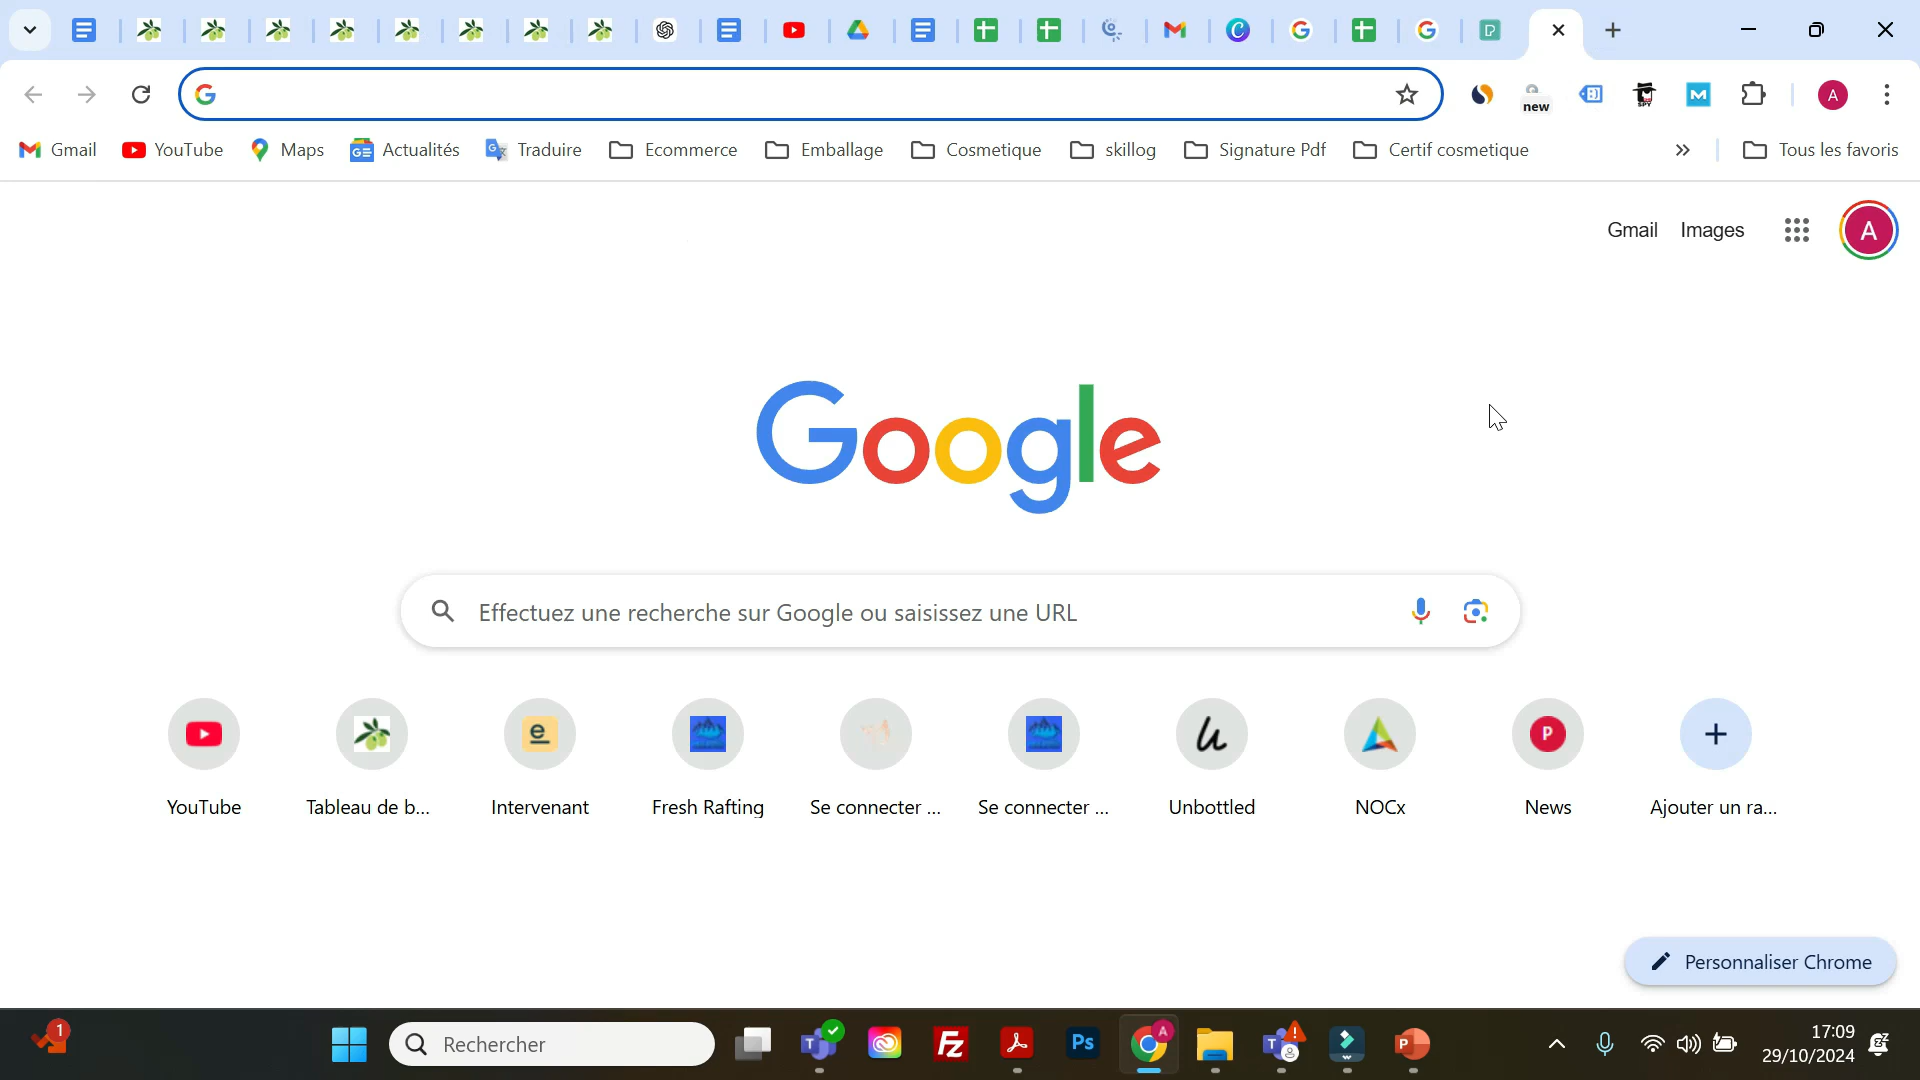 new
Gmail YouTube Maps Actualités Traduire Ecommerce Emballage Cosmetique skillog Signature Pdf Certif cosmetique » Tous les favoris
Gmail Images A
Google
Effectuez une recherche sur Google ou saisissez une URL
YouTube Tableau de b... Intervenant Fresh Rafting Se connecter ... Se connecter ... Unbottled NOCx News Ajouter un ra...
Personnaliser Chrome
Rechercher
17:09
29/10/2024